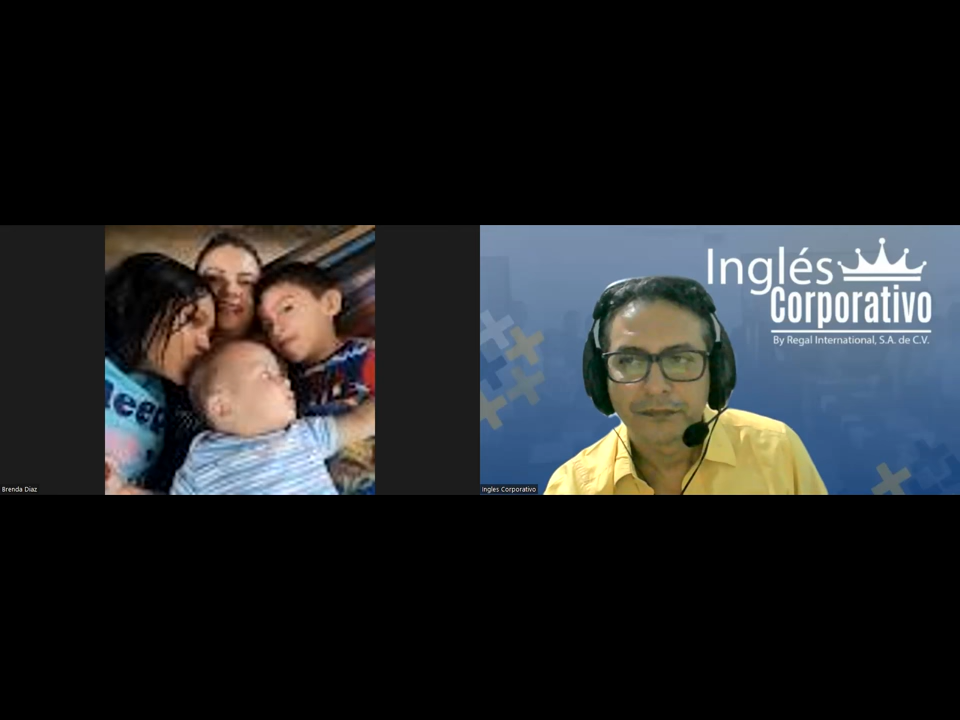 Inglés
Corporativo
By Regal International, S.A. de C.V.
Brenda Diaz
Ingles Corporativo